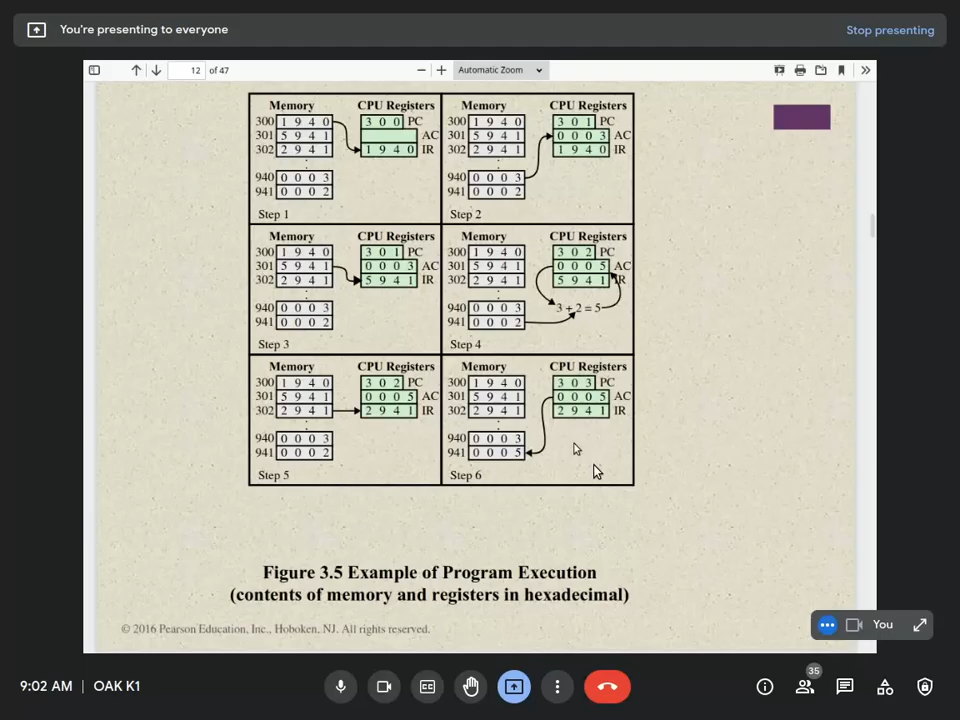 You're presenting to everyone
Stop presenting
12 of 47
Automatic Zoom
Memory CPU Registers
300 1 9 4 0 3 0 0 PC
301 5 9 4 1 AC
302 2 9 4 1 1 9 4 0 IR
940 0 0 0 3
941 0 0 0 2
Step 1
Memory CPU Registers
300 1 9 4 0 3 0 1 PC
301 5 9 4 1 0 0 0 3 AC
302 2 9 4 1 1 9 4 0 IR
940 0 0 0 3
941 0 0 0 2
Step 2
Memory CPU Registers
300 1 9 4 0 3 0 1 PC
301 5 9 4 1 0 0 0 3 AC
302 2 9 4 1 5 9 4 1 IR
940 0 0 0 3
941 0 0 0 2
Step 3
Memory CPU Registers
300 1 9 4 0 3 0 2 PC
301 5 9 4 1 0 0 0 5 AC
302 2 9 4 1 5 9 4 1 IR
940 0 0 0 3 3 + 2 = 5
941 0 0 0 2
Step 4
Memory CPU Registers
300 1 9 4 0 3 0 2 PC
301 5 9 4 1 0 0 0 5 AC
302 2 9 4 1 2 9 4 1 IR
940 0 0 0 3
941 0 0 0 2
Step 5
Memory CPU Registers
300 1 9 4 0 3 0 3 PC
301 5 9 4 1 0 0 0 5 AC
302 2 9 4 1 2 9 4 1 IR
940 0 0 0 3
941 0 0 0 5
Step 6
Figure 3.5 Example of Program Execution
(contents of memory and registers in hexadecimal)
© 2016 Pearson Education, Inc., Hoboken, NJ. All rights reserved.
You
9:02 AM | OAK K1
CC
35